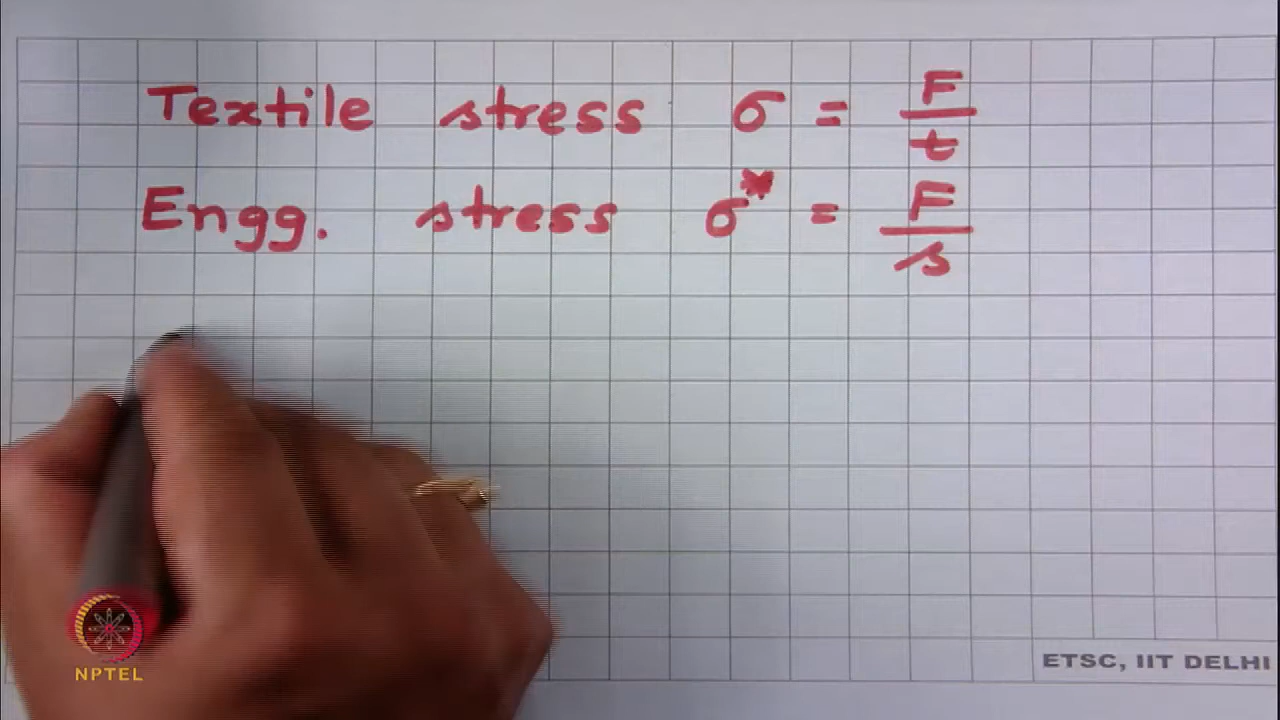 Textile stress σ = F/t
Engg. stress σ* = F/s
NPTEL
ETSC, IIT DELHI